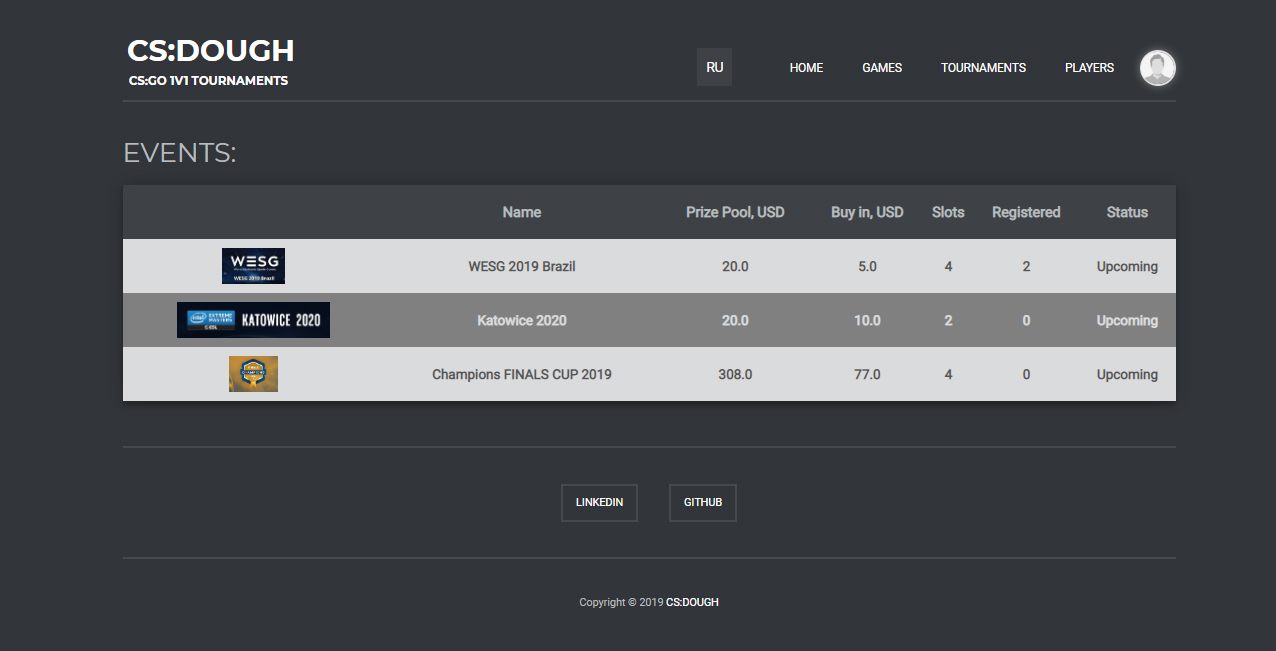 CS:DOUGH
CS:GO 1V1 TOURNAMENTS
RU HOME GAMES TOURNAMENTS PLAYERS
EVENTS:
Name Prize Pool, USD Buy in, USD Slots Registered Status
WESG
WESG 2019 Brazil
WESG 2019 Brazil 20.0 5.0 4 2 Upcoming
intel EXTREME MASTERS ESL KATOWICE 2020
Katowice 2020 20.0 10.0 2 0 Upcoming
Champions FINALS CUP 2019 308.0 77.0 4 0 Upcoming
LINKEDIN GITHUB
Copyright © 2019 CS:DOUGH